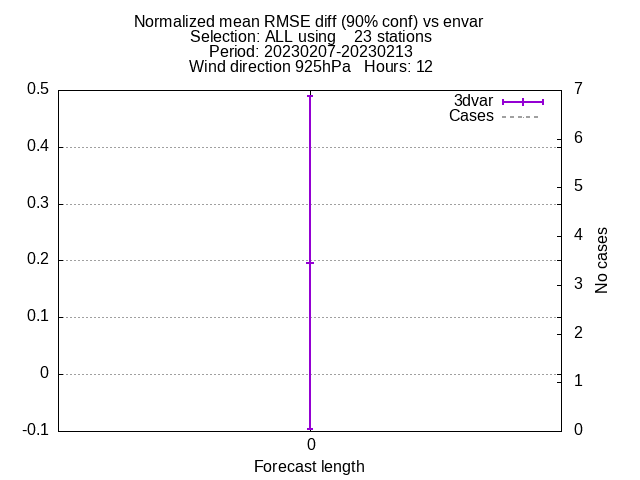 Normalized mean RMSE diff (90% conf) vs envar
Selection: ALL using    23 stations
Period: 20230207-20230213
Wind direction 925hPa   Hours: 12
3dvar
Cases
0.5
0.4
0.3
0.2
0.1
0
-0.1
7
6
5
4
3
2
1
0
No cases
0
Forecast length